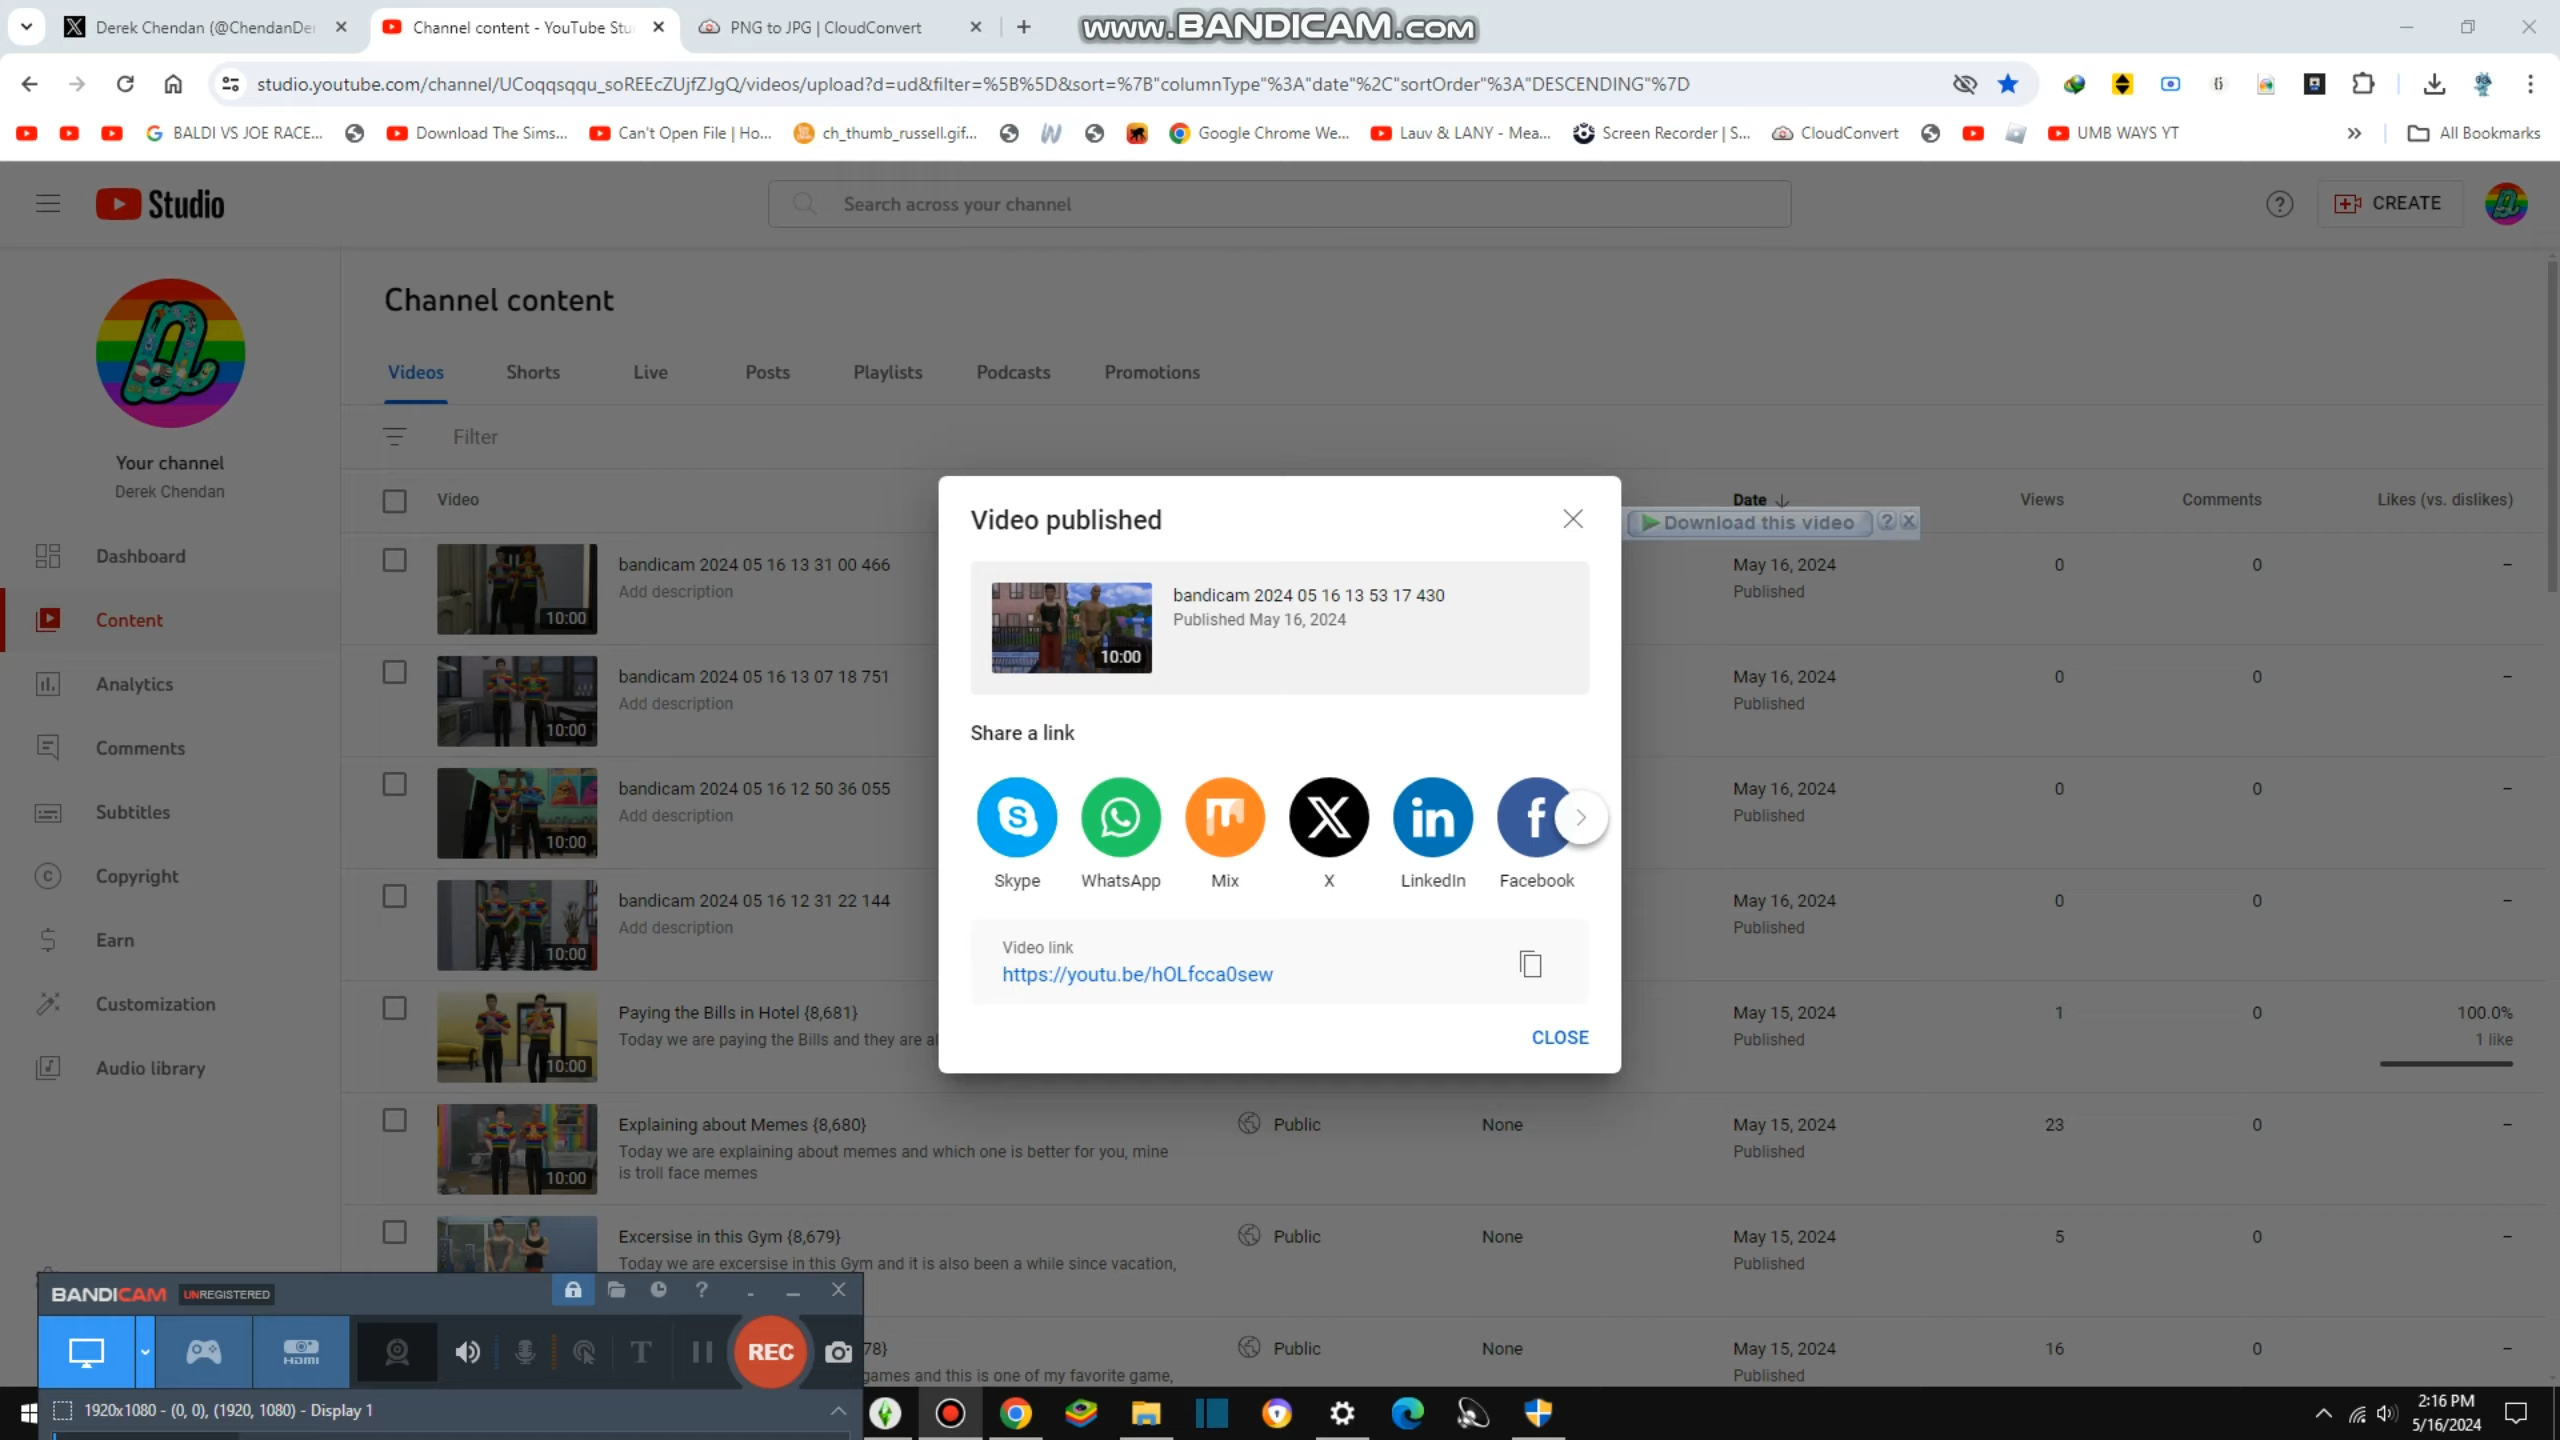 Derek Chendan (@ChendanDer
Channel content - YouTube Stu
PNG to JPG | CloudConvert
www.BANDICAM.com
studio.youtube.com/channel/UCoqqsqqu_soREEcZUjfZJgQ/videos/upload?d=ud&filter=%5B%5D&sort=%7B"columnType"%3A"date"%2C"sortOrder"%3A"DESCENDING"%7D
BALDI VS JOE RACE...
Download The Sims...
Can't Open File | Ho...
ch_thumb_russell.gif...
Google Chrome We...
Lauv & LANY - Mea...
Screen Recorder | S...
CloudConvert
UMB WAYS YT
All Bookmarks
Studio
Search across your channel
CREATE
Channel content
Videos
Shorts
Live
Posts
Playlists
Podcasts
Promotions
Filter
Your channel
Derek Chendan
Dashboard
Content
Analytics
Comments
Subtitles
Copyright
Earn
Customization
Audio library
Video
Date
Views
Comments
Likes (vs. dislikes)
Download this video
10:00
bandicam 2024 05 16 13 31 00 466
Add description
May 16, 2024
Published
0
0
–
10:00
bandicam 2024 05 16 13 07 18 751
Add description
May 16, 2024
Published
0
0
–
10:00
bandicam 2024 05 16 12 50 36 055
Add description
May 16, 2024
Published
0
0
–
10:00
bandicam 2024 05 16 12 31 22 144
Add description
May 16, 2024
Published
0
0
–
10:00
Paying the Bills in Hotel {8,681}
Today we are paying the Bills and they are al
May 15, 2024
Published
1
0
100.0%
1 like
10:00
Explaining about Memes {8,680}
Today we are explaining about memes and which one is better for you, mine
is troll face memes
Public
None
May 15, 2024
Published
23
0
–
Excersise in this Gym {8,679}
Today we are excersise in this Gym and it is also been a while since vacation,
Public
None
May 15, 2024
Published
5
0
–
78}
games and this is one of my favorite game,
Public
None
May 15, 2024
Published
16
0
–
Video published
10:00
bandicam 2024 05 16 13 53 17 430
Published May 16, 2024
Share a link
Skype
WhatsApp
Mix
X
LinkedIn
Facebook
Video link
https://youtu.be/hOLfcca0sew
CLOSE
BANDICAM UNREGISTERED
HDMI
REC
1920x1080 - (0, 0), (1920, 1080) - Display 1
2:16 PM
5/16/2024